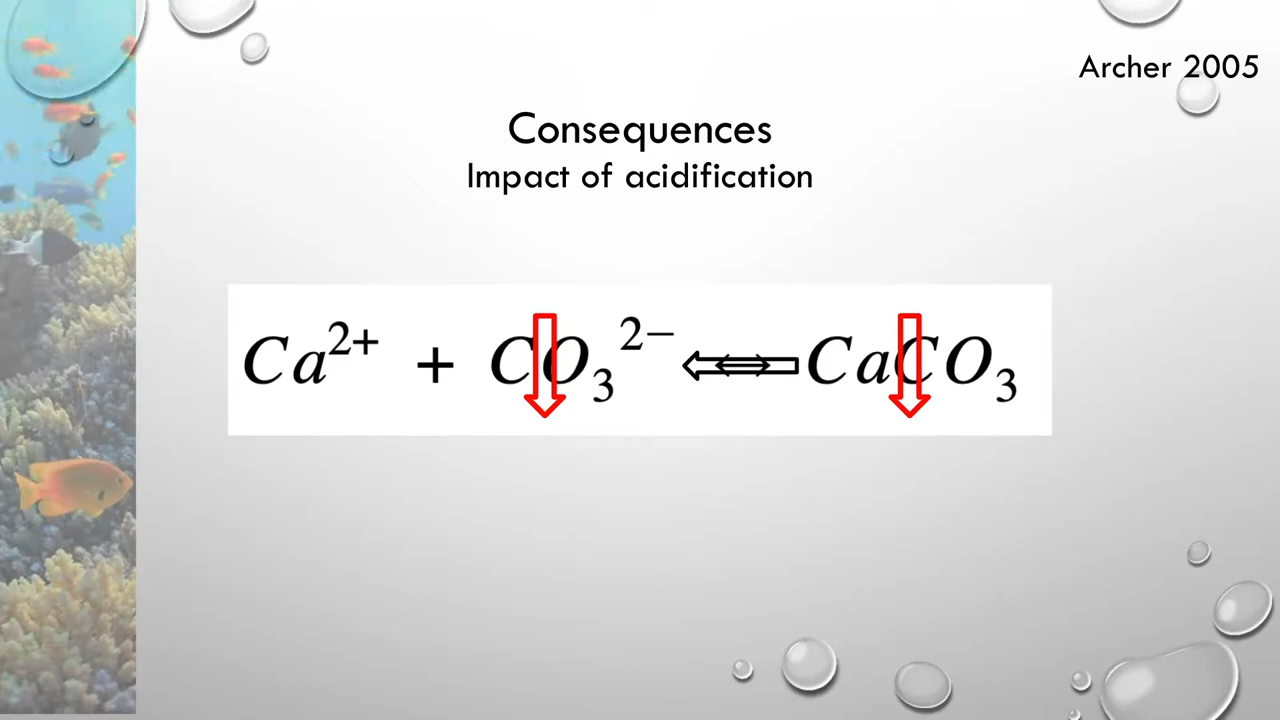 Archer 2005
Consequences
Impact of acidification
Ca²⁺ + CO₃²⁻ ⇔ CaCO₃